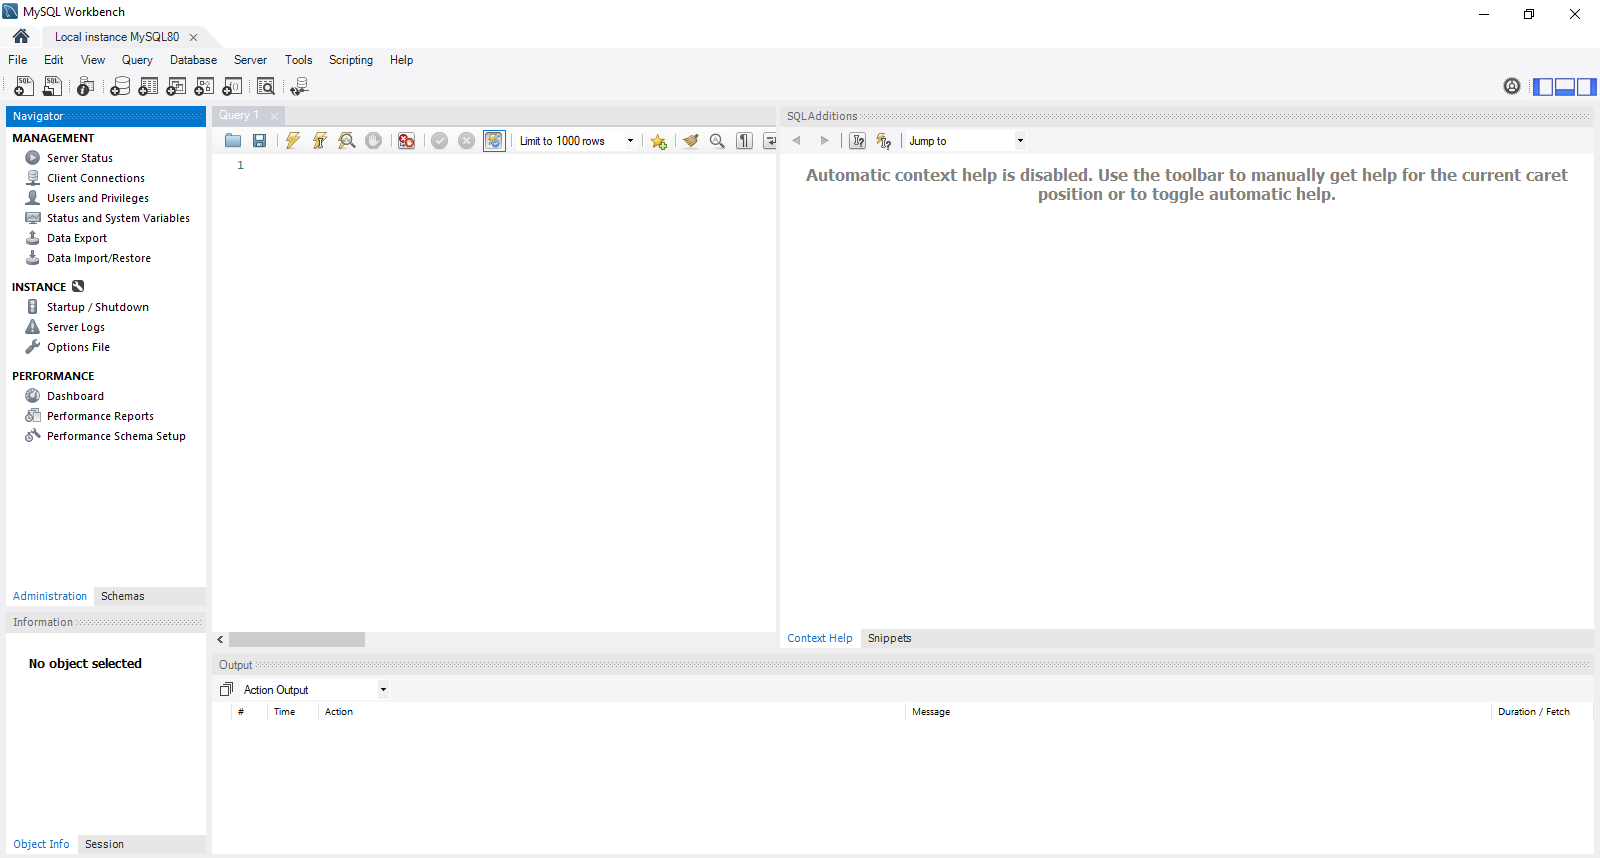 MySQL Workbench
Local instance MySQL80
File Edit View Query Database Server Tools Scripting Help
SQL SQL
Navigator
MANAGEMENT
Server Status
Client Connections
Users and Privileges
Status and System Variables
Data Export
Data Import/Restore
INSTANCE
Startup / Shutdown
Server Logs
Options File
PERFORMANCE
Dashboard
Performance Reports
Performance Schema Setup
Administration Schemas
Information
No object selected
Object Info Session
Query 1
Limit to 1000 rows
1
SQLAdditions
Jump to
Automatic context help is disabled. Use the toolbar to manually get help for the current caret
position or to toggle automatic help.
Context Help Snippets
Output
Action Output
# Time Action Message Duration / Fetch